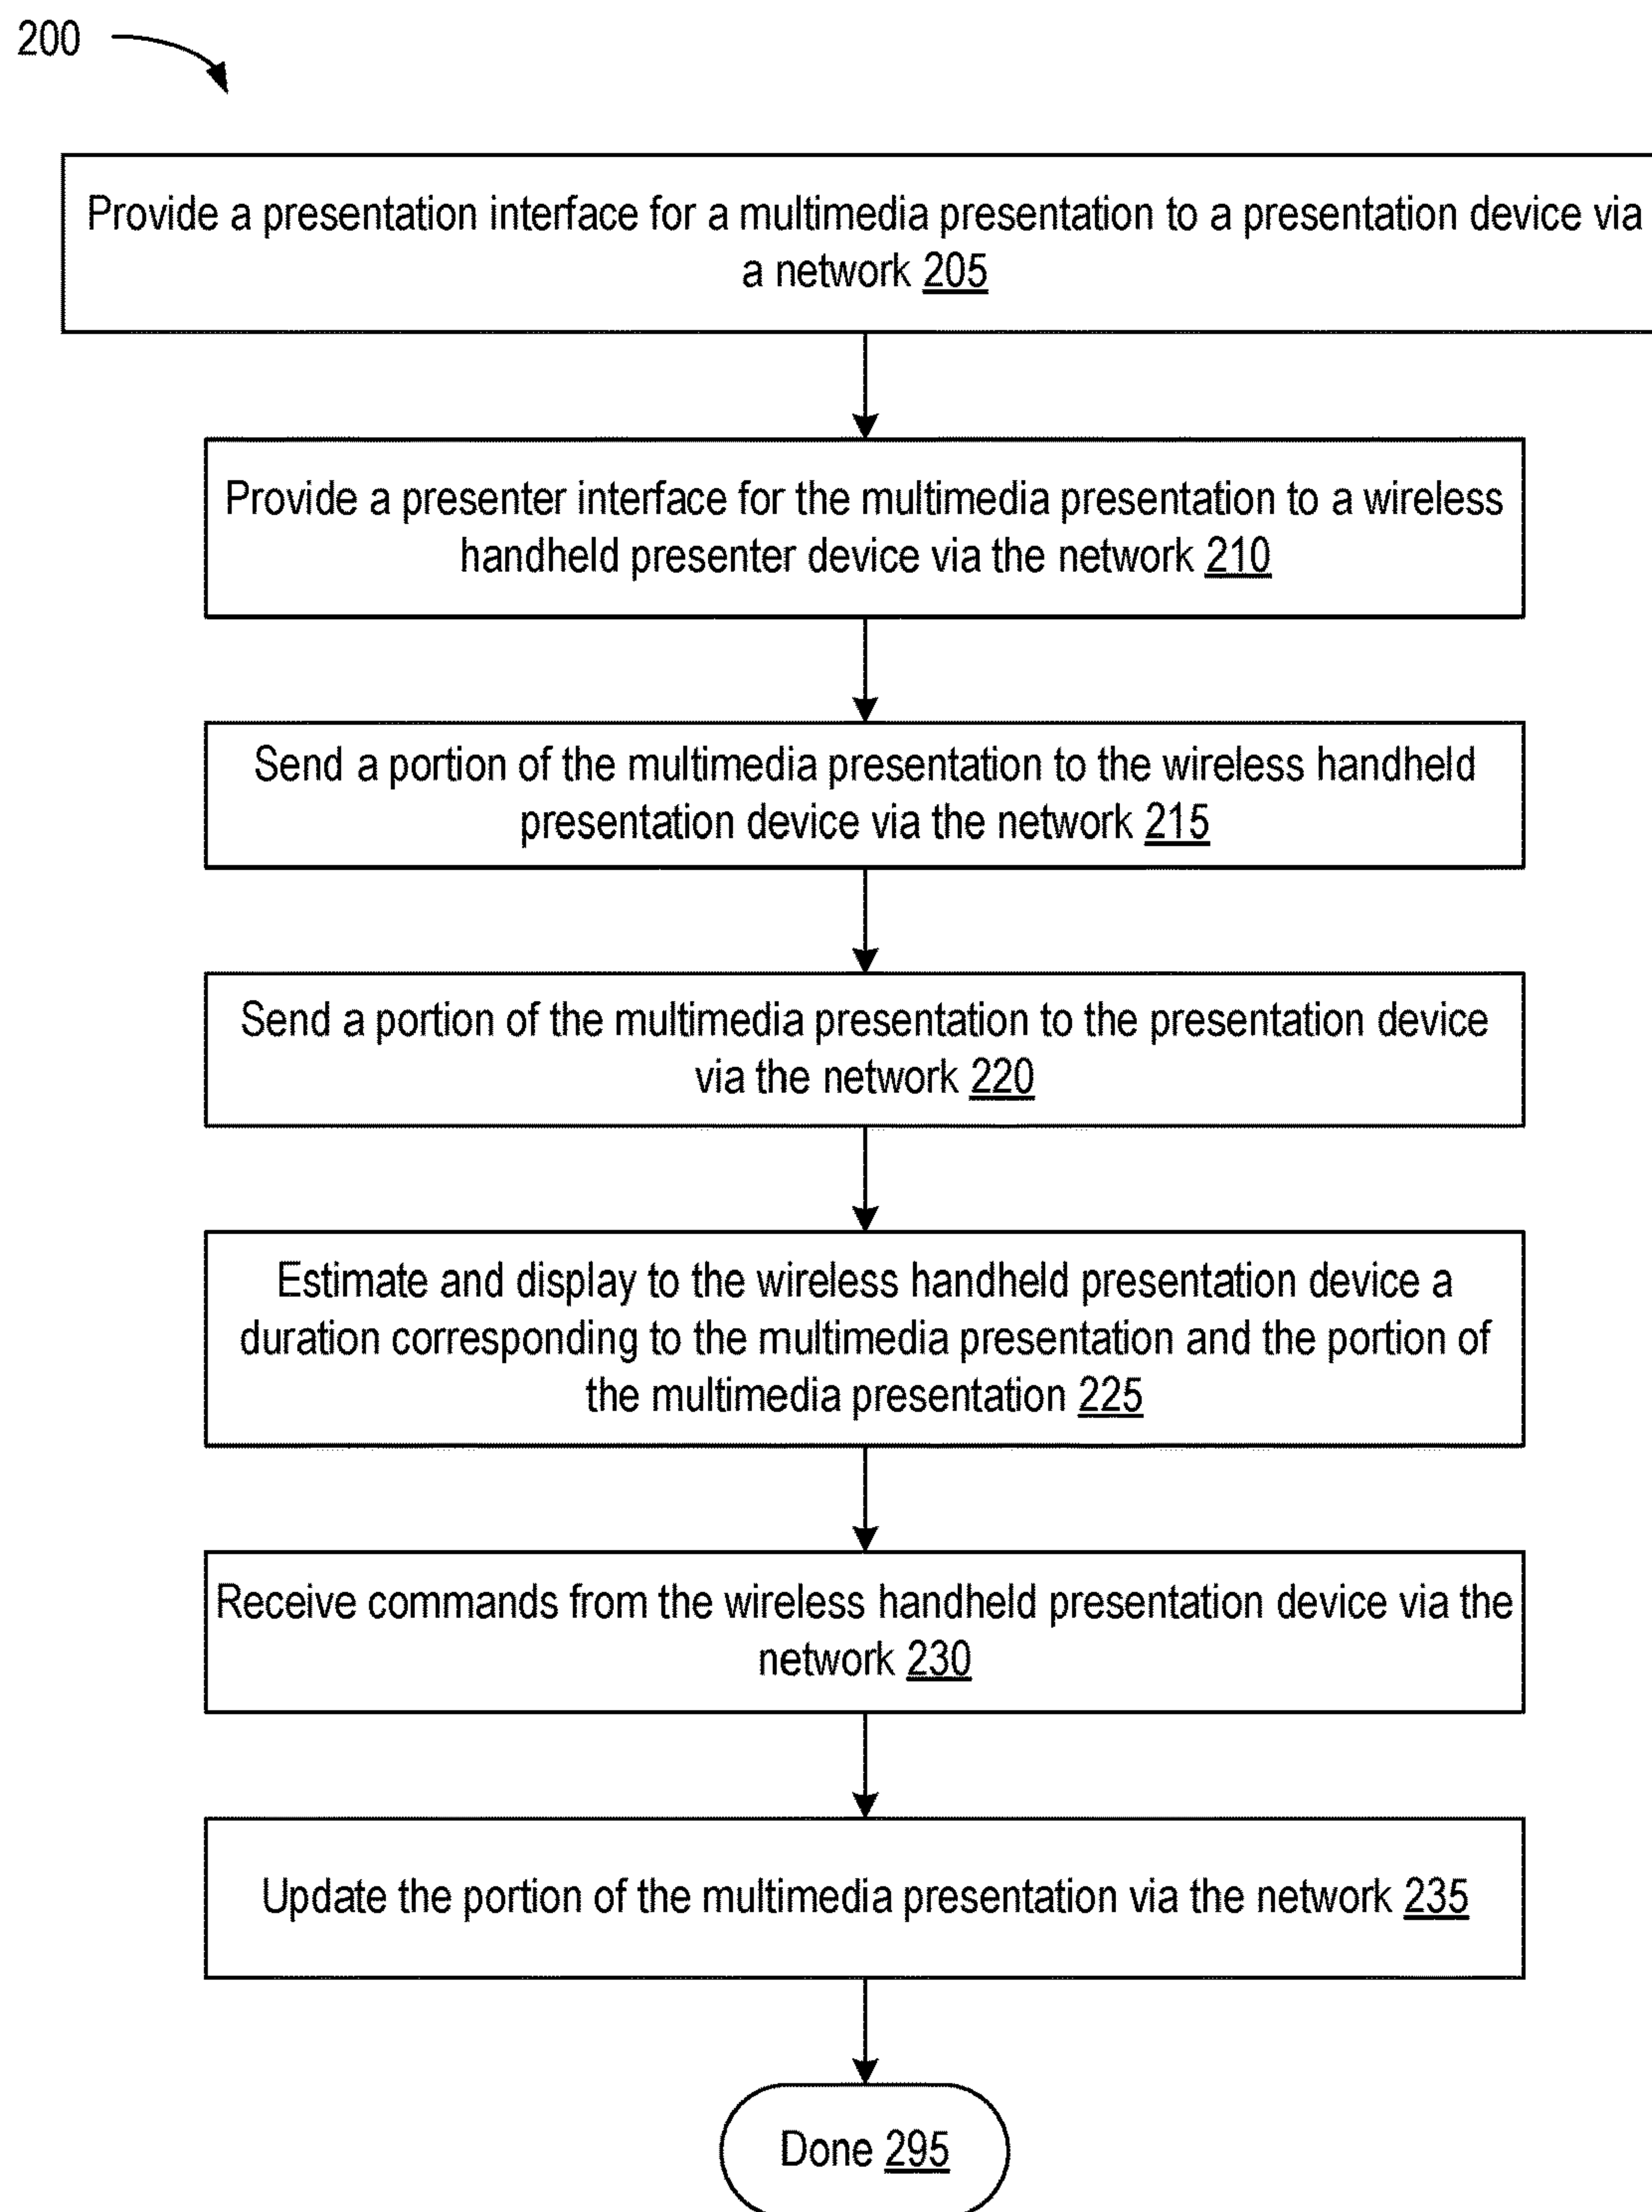 200
Provide a presentation interface for a multimedia presentation to a presentation device via
a network 205
Provide a presenter interface for the multimedia presentation to a wireless
handheld presenter device via the network 210
Send a portion of the multimedia presentation to the wireless handheld
presentation device via the network 215
Send a portion of the multimedia presentation to the presentation device
via the network 220
Estimate and display to the wireless handheld presentation device a
duration corresponding to the multimedia presentation and the portion of
the multimedia presentation 225
Receive commands from the wireless handheld presentation device via the
network 230
Update the portion of the multimedia presentation via the network 235
Done 295